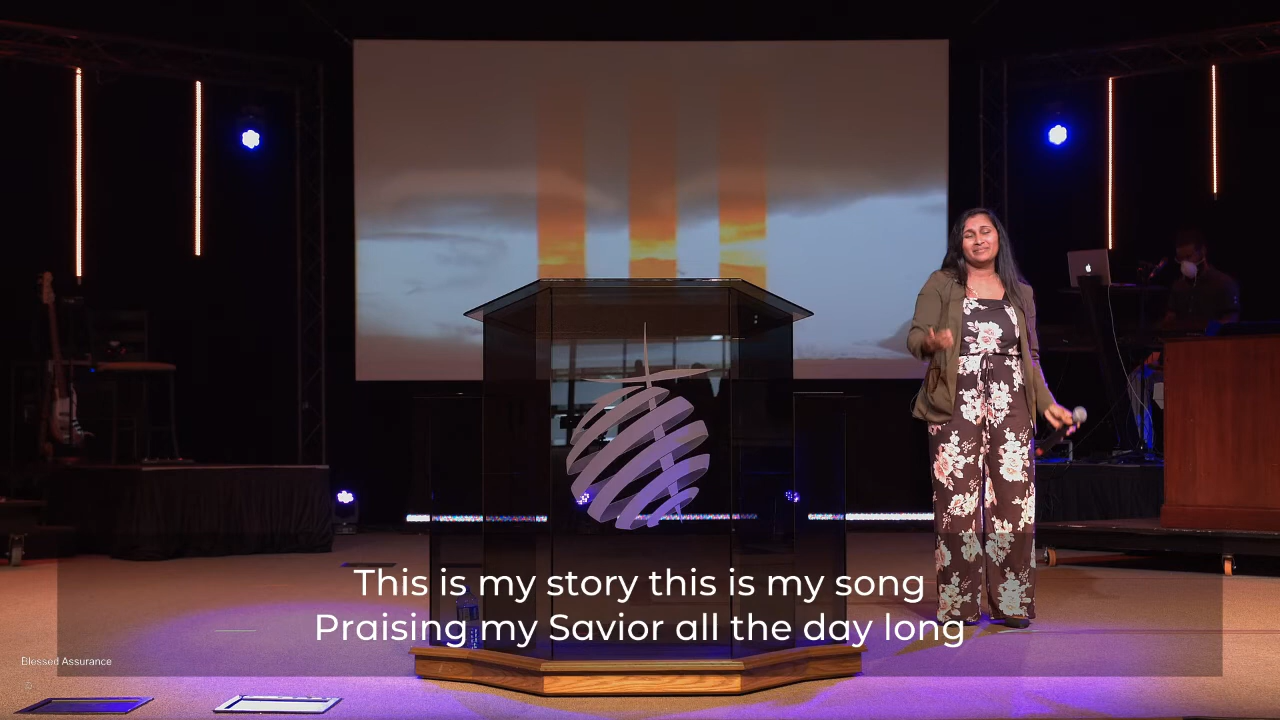 This is my story this is my song
Praising my Savior all the day long
Blessed Assurance